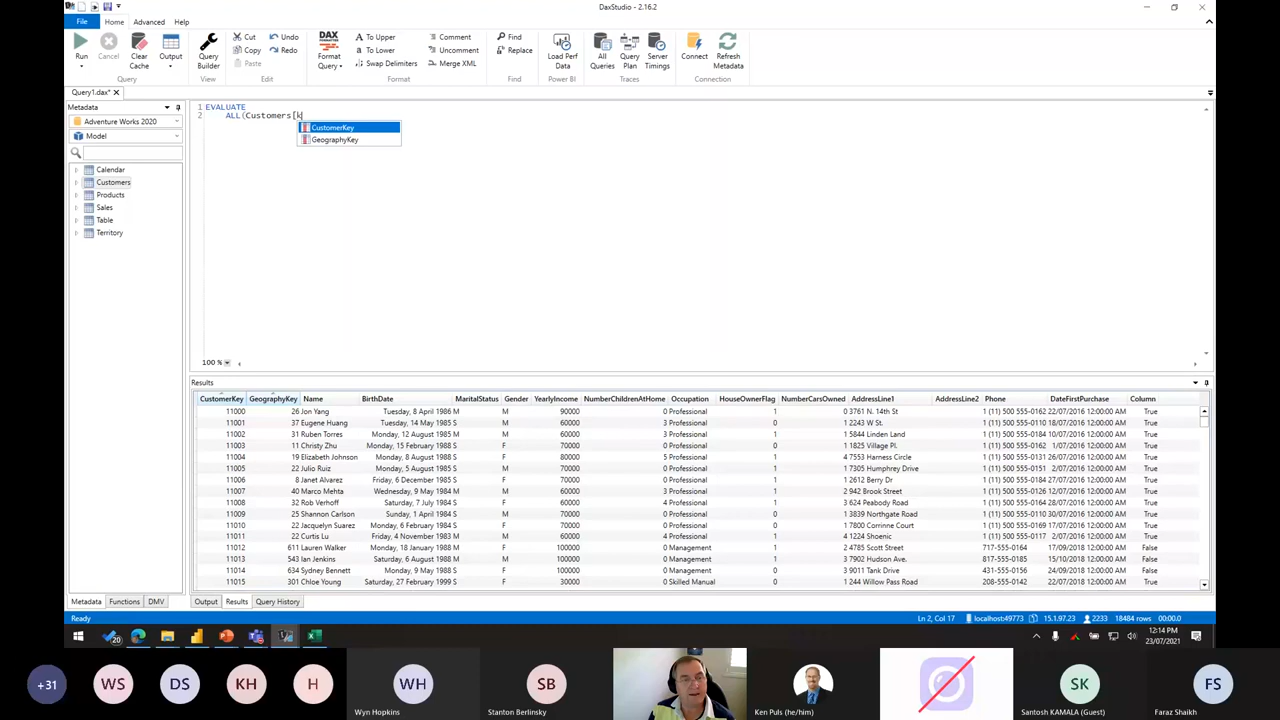 DaxStudio - 2.16.2
File Home Advanced Help
Run Cancel Clear Cache Output Query Builder Cut Copy Paste Undo Redo Format Query To Upper To Lower Swap Delimiters Comment Uncomment Merge XML Find Replace Load Perf Data All Queries Query Plan Server Timings Connect Refresh Metadata
Query View Edit Format Find Power BI Traces Connection
Query1.dax*
Metadata
Adventure Works 2020
Model
Calendar
Customers
Products
Sales
Table
Territory
1 EVALUATE
2 ALL(Customers[k
CustomerKey
GeographyKey
100 %
Results
CustomerKey GeographyKey Name BirthDate MaritalStatus Gender YearlyIncome NumberChildrenAtHome Occupation HouseOwnerFlag NumberCarsOwned AddressLine1 AddressLine2 Phone DateFirstPurchase Column
11000 26 Jon Yang Tuesday, 8 April 1986 M M 90000 0 Professional 1 0 3761 N. 14th St 1 (11) 500 555-0162 22/07/2016 12:00:00 AM True
11001 37 Eugene Huang Tuesday, 14 May 1985 S M 60000 3 Professional 0 1 2243 W St. 1 (11) 500 555-0110 18/07/2016 12:00:00 AM True
11002 31 Ruben Torres Monday, 12 August 1985 M M 60000 3 Professional 1 1 5844 Linden Land 1 (11) 500 555-0184 10/07/2016 12:00:00 AM True
11003 11 Christy Zhu Monday, 15 February 1988 S F 70000 0 Professional 0 1 1825 Village Pl. 1 (11) 500 555-0162 1/07/2016 12:00:00 AM True
11004 19 Elizabeth Johnson Monday, 8 August 1988 S F 80000 5 Professional 1 4 7553 Harness Circle 1 (11) 500 555-0131 26/07/2016 12:00:00 AM True
11005 22 Julio Ruiz Monday, 5 August 1985 S M 70000 0 Professional 1 1 7305 Humphrey Drive 1 (11) 500 555-0151 2/07/2016 12:00:00 AM True
11006 8 Janet Alvarez Friday, 6 December 1985 S F 70000 0 Professional 1 1 2612 Berry Dr 1 (11) 500 555-0184 27/07/2016 12:00:00 AM True
11007 40 Marco Mehta Wednesday, 9 May 1984 M M 60000 3 Professional 1 2 942 Brook Street 1 (11) 500 555-0126 12/07/2016 12:00:00 AM True
11008 32 Rob Verhoff Saturday, 7 July 1984 S F 60000 4 Professional 1 3 624 Peabody Road 1 (11) 500 555-0164 28/07/2016 12:00:00 AM True
11009 25 Shannon Carlson Sunday, 1 April 1984 S M 70000 0 Professional 0 1 3839 Northgate Road 1 (11) 500 555-0110 30/07/2016 12:00:00 AM True
11010 22 Jacquelyn Suarez Monday, 6 February 1984 S F 70000 0 Professional 0 1 7800 Corrinne Court 1 (11) 500 555-0169 17/07/2016 12:00:00 AM True
11011 22 Curtis Lu Friday, 4 November 1983 M M 60000 4 Professional 1 4 1224 Shoenic 1 (11) 500 555-0117 2/07/2016 12:00:00 AM True
11012 611 Lauren Walker Monday, 18 January 1988 M F 100000 0 Management 1 2 4785 Scott Street 717-555-0164 17/09/2018 12:00:00 AM False
11013 543 Ian Jenkins Saturday, 6 August 1988 M M 100000 0 Management 1 3 7902 Hudson Ave. 817-555-0185 15/10/2018 12:00:00 AM False
11014 634 Sydney Bennett Monday, 9 May 1988 S F 100000 0 Management 0 3 9011 Tank Drive 431-555-0156 24/09/2018 12:00:00 AM False
11015 301 Chloe Young Saturday, 27 February 1999 S F 30000 0 Skilled Manual 0 1 244 Willow Pass Road 208-555-0142 22/07/2018 12:00:00 AM True
Metadata Functions DMV Output Results Query History
Ready Ln 2, Col 17 localhost:49773 15.1.97.23 2233 18484 rows 00:00.0
20 12:14 PM
23/07/2021
+31 WS DS KH H WH SB SK FS
Wyn Hopkins Stanton Berlinsky Ken Puls (he/him) Santosh KAMALA (Guest) Faraz Shaikh